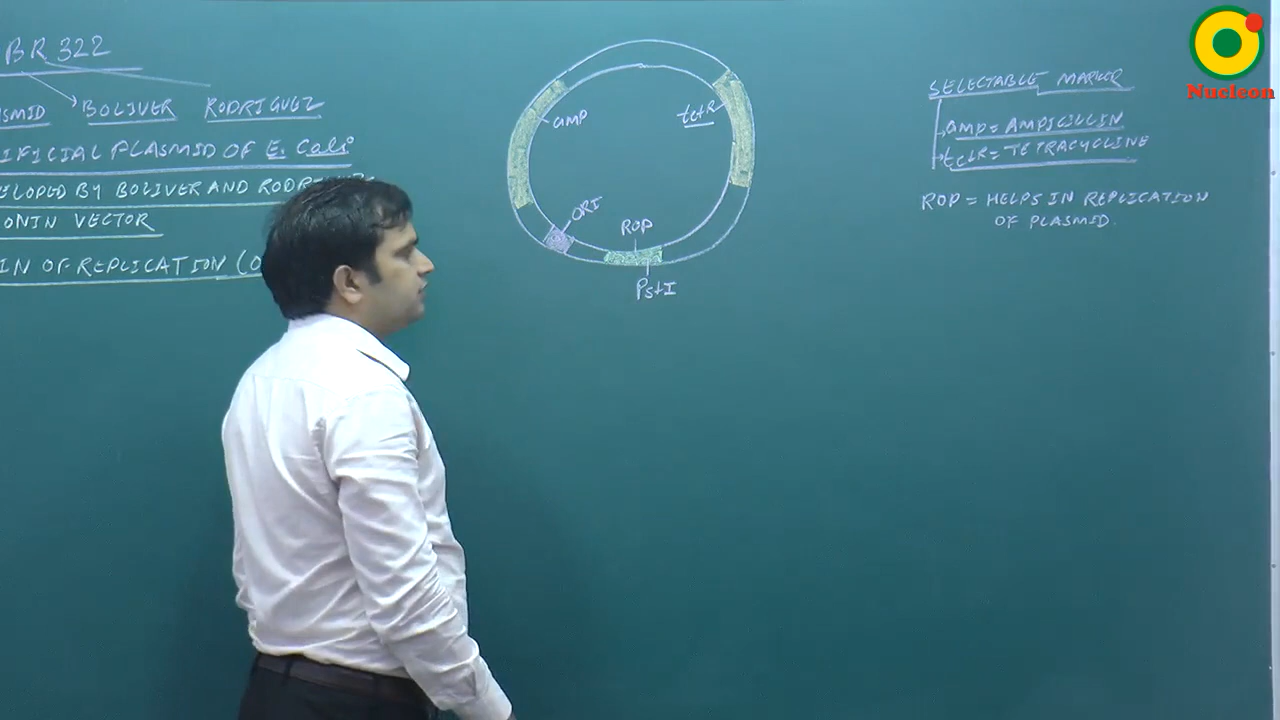 BR 322
SMID BOLIVER RODRIGUEZ
IFICIAL PLASMID OF E. Coli
ELOPED BY BOLIVER AND
ONIN VECTOR
IN OF REPLICATION (O
amp
tetR
ORI
ROP
PstI
SELECTABLE MARKER
amp = AMPICILLIN
tetR = TETRACYCLINE
ROP = HELPS IN REPLICATION
OF PLASMID.
Nucleon